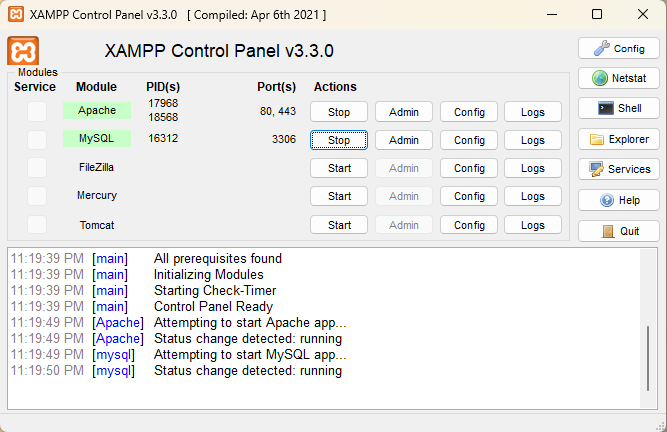 XAMPP Control Panel v3.3.0 [ Compiled: Apr 6th 2021 ]
XAMPP Control Panel v3.3.0
Config
Modules
Service Module PID(s) Port(s) Actions
Netstat
Apache 17968 18568 80, 443 Stop Admin Config Logs
Shell
MySQL 16312 3306 Stop Admin Config Logs
Explorer
FileZilla Start Admin Config Logs
Services
Mercury Start Admin Config Logs
Help
Tomcat Start Admin Config Logs
Quit
11:19:39 PM [main] All prerequisites found
11:19:39 PM [main] Initializing Modules
11:19:39 PM [main] Starting Check-Timer
11:19:39 PM [main] Control Panel Ready
11:19:49 PM [Apache] Attempting to start Apache app...
11:19:49 PM [Apache] Status change detected: running
11:19:49 PM [mysql] Attempting to start MySQL app...
11:19:50 PM [mysql] Status change detected: running